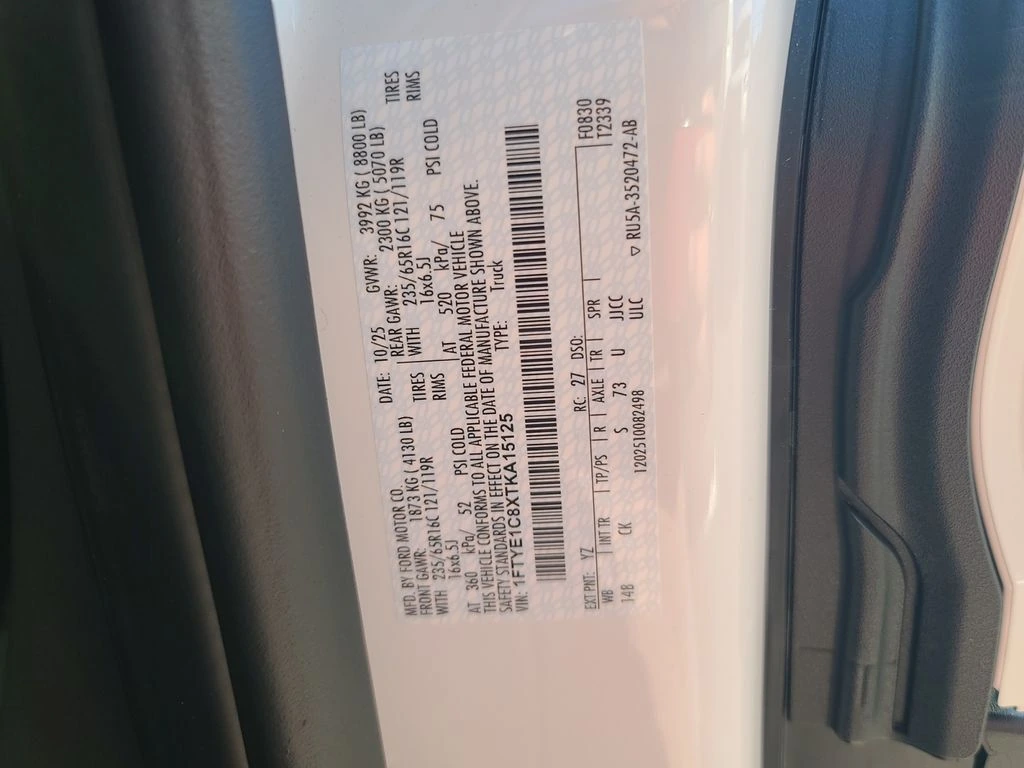 MFD. BY FORD MOTOR CO. DATE: 10/25 GVWR: 3992 KG ( 8800 LB)
FRONT GAWR: 1873 KG ( 4130 LB) REAR GAWR: 2300 KG ( 5070 LB)
WITH 235/65R16C 121/119R TIRES WITH 235/65R16C 121/119R TIRES
16x6.5J RIMS 16x6.5J RIMS
AT 360 kPa/ 52 PSI COLD AT 520 kPa/ 75 PSI COLD
THIS VEHICLE CONFORMS TO ALL APPLICABLE FEDERAL MOTOR VEHICLE
SAFETY STANDARDS IN EFFECT ON THE DATE OF MANUFACTURE SHOWN ABOVE.
VIN: 1FTYE1C8XTKA15125 TYPE: Truck
EXT PNT: YZ RC: 27 DSO: F0830
WB INT TR TP/PS R AXLE TR SPR T2339
148 CK S 73 U JJCC
ULC
1202510082498 ▽ RU5A-3520472-AB